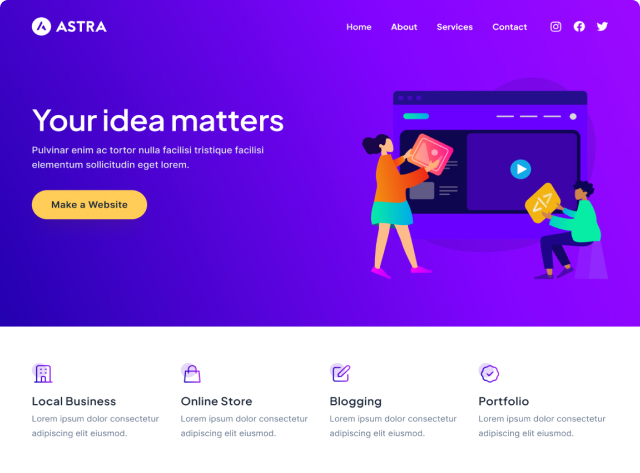 ASTRA
Home About Services Contact
Your idea matters
Pulvinar enim ac tortor nulla facilisi tristique facilisi
elementum sollicitudin eget lorem.
Make a Website
</>
Local Business
Lorem ipsum dolor consectetur
adipiscing elit eiusmod.
Online Store
Lorem ipsum dolor consectetur
adipiscing elit eiusmod.
Blogging
Lorem ipsum dolor consectetur
adipiscing elit eiusmod.
Portfolio
Lorem ipsum dolor consectetur
adipiscing elit eiusmod.